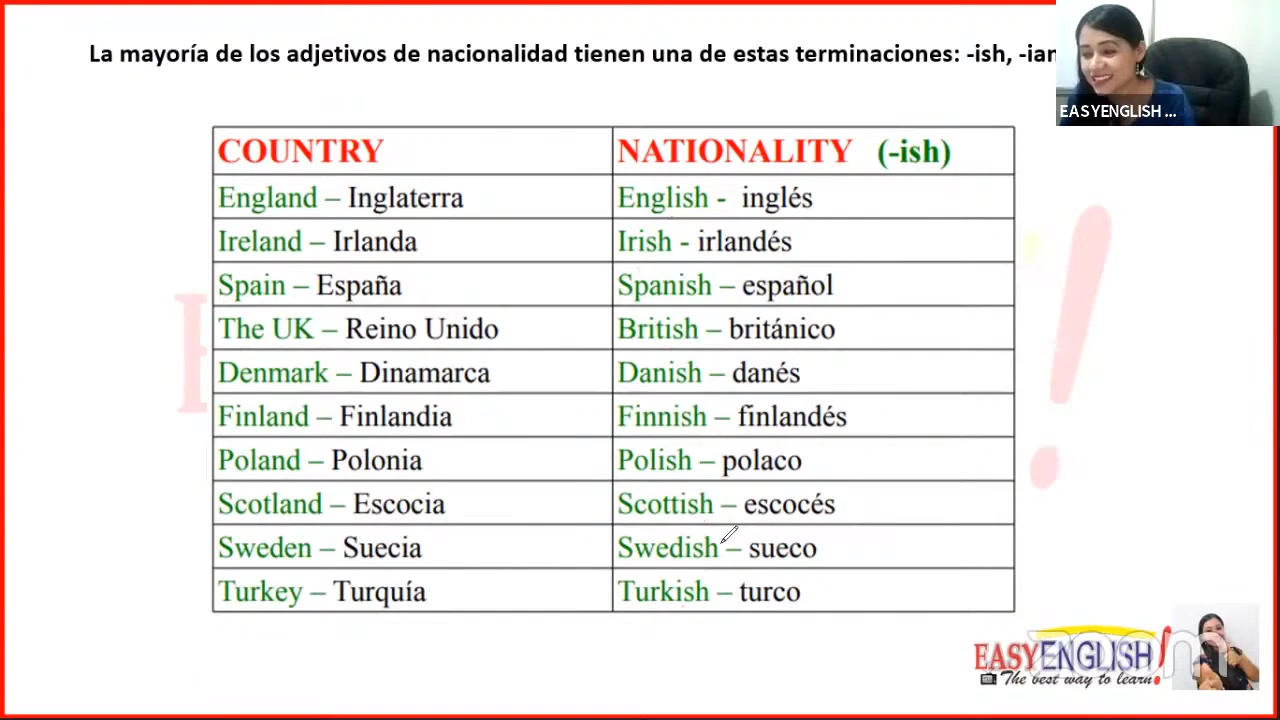 La mayoría de los adjetivos de nacionalidad tienen una de estas terminaciones: -ish, -ian
EASYENGLISH ...
COUNTRY NATIONALITY (-ish)
England – Inglaterra English - inglés
Ireland – Irlanda Irish - irlandés
Spain – España Spanish – español
The UK – Reino Unido British – británico
Denmark – Dinamarca Danish – danés
Finland – Finlandia Finnish – finlandés
Poland – Polonia Polish – polaco
Scotland – Escocia Scottish – escocés
Sweden – Suecia Swedish – sueco
Turkey – Turquía Turkish – turco
zoom
EASYENGLISH!
The best way to learn!